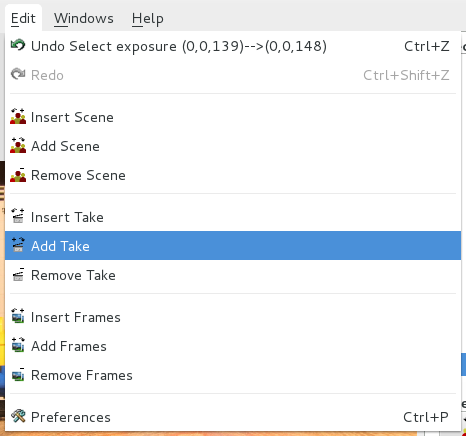 Edit Windows Help
Undo Select exposure (0,0,139)-->(0,0,148) Ctrl+Z
Redo Ctrl+Shift+Z
Insert Scene
Add Scene
Remove Scene
Insert Take
Add Take
Remove Take
Insert Frames
Add Frames
Remove Frames
Preferences Ctrl+P